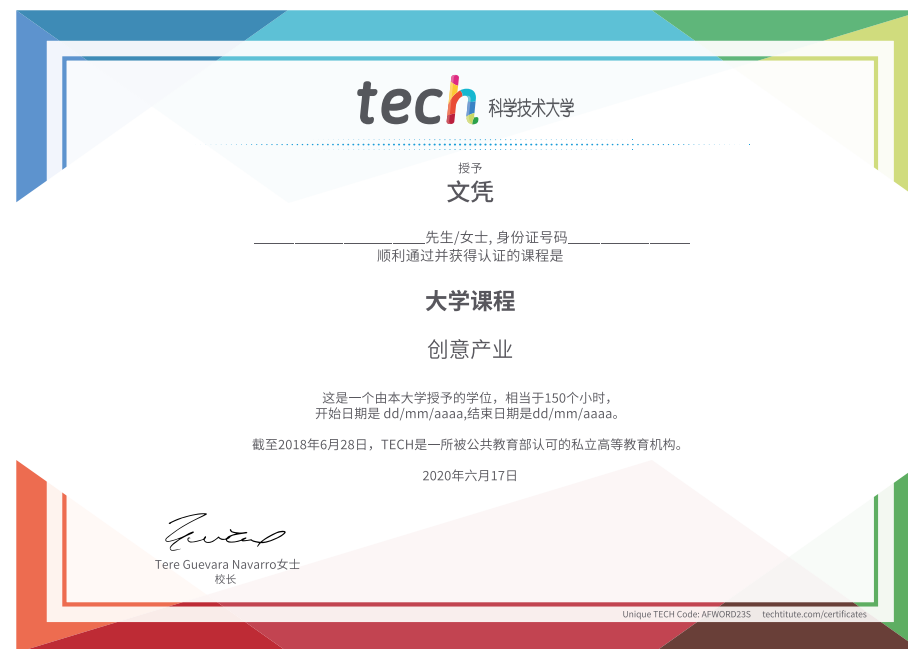 tech 科学技术大学
授予
文凭
先生/女士, 身份证号码
顺利通过并获得认证的课程是
大学课程
创意产业
这是一个由本大学授予的学位，相当于150个小时，
开始日期是 dd/mm/aaaa,结束日期是dd/mm/aaaa。
截至2018年6月28日，TECH是一所被公共教育部认可的私立高等教育机构。
2020年六月17日
Tere Guevara Navarro女士
校长
Unique TECH Code: AFWORD23S techtitute.com/certificates